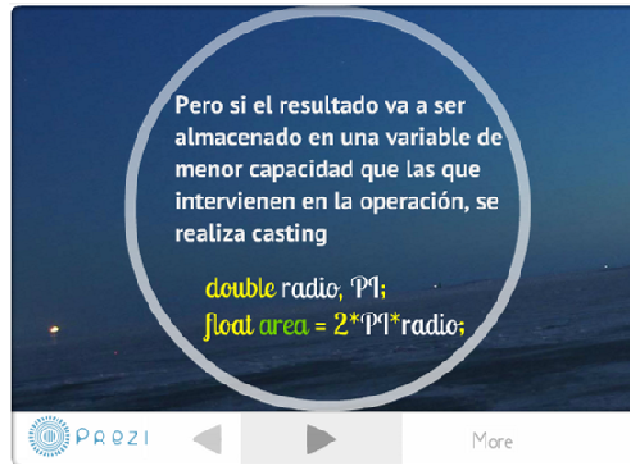 Pero si el resultado va a ser
almacenado en una variable de
menor capacidad que las que
intervienen en la operación, se
realiza casting
double radio, PI;
float area = 2*PI*radio;
PREZI
More